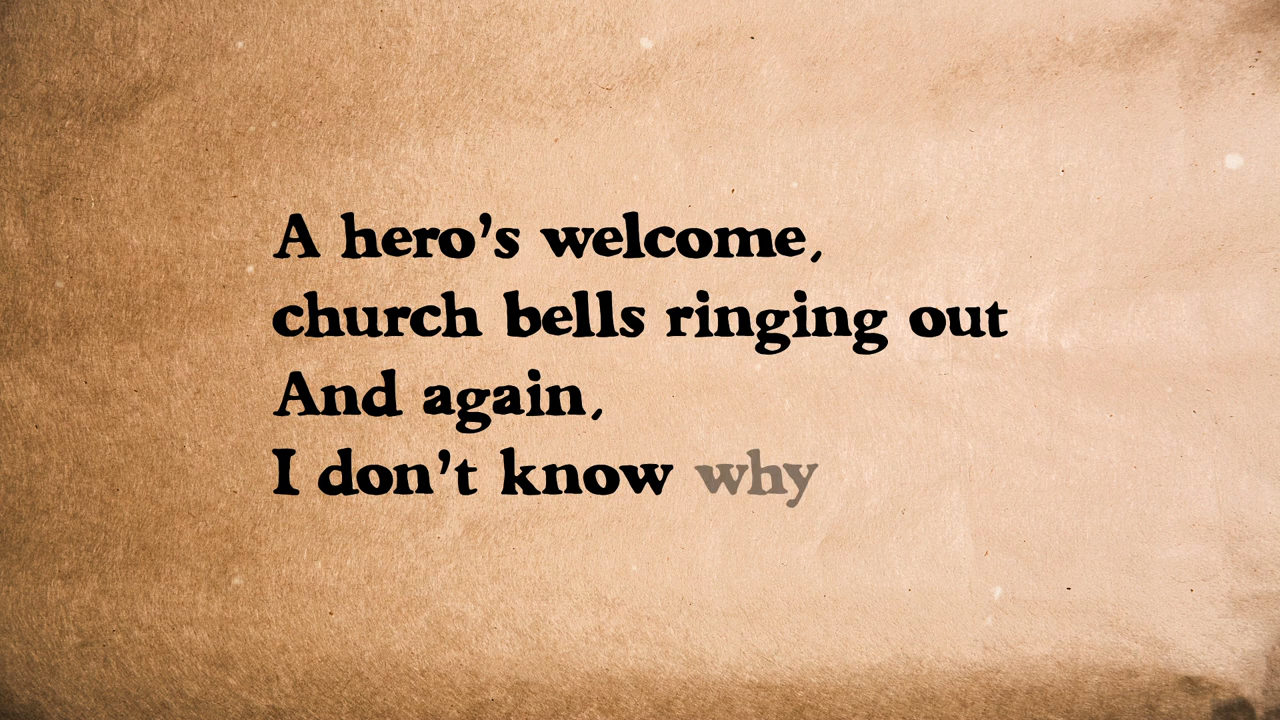 A hero’s welcome,
church bells ringing out
And again,
I don’t know why